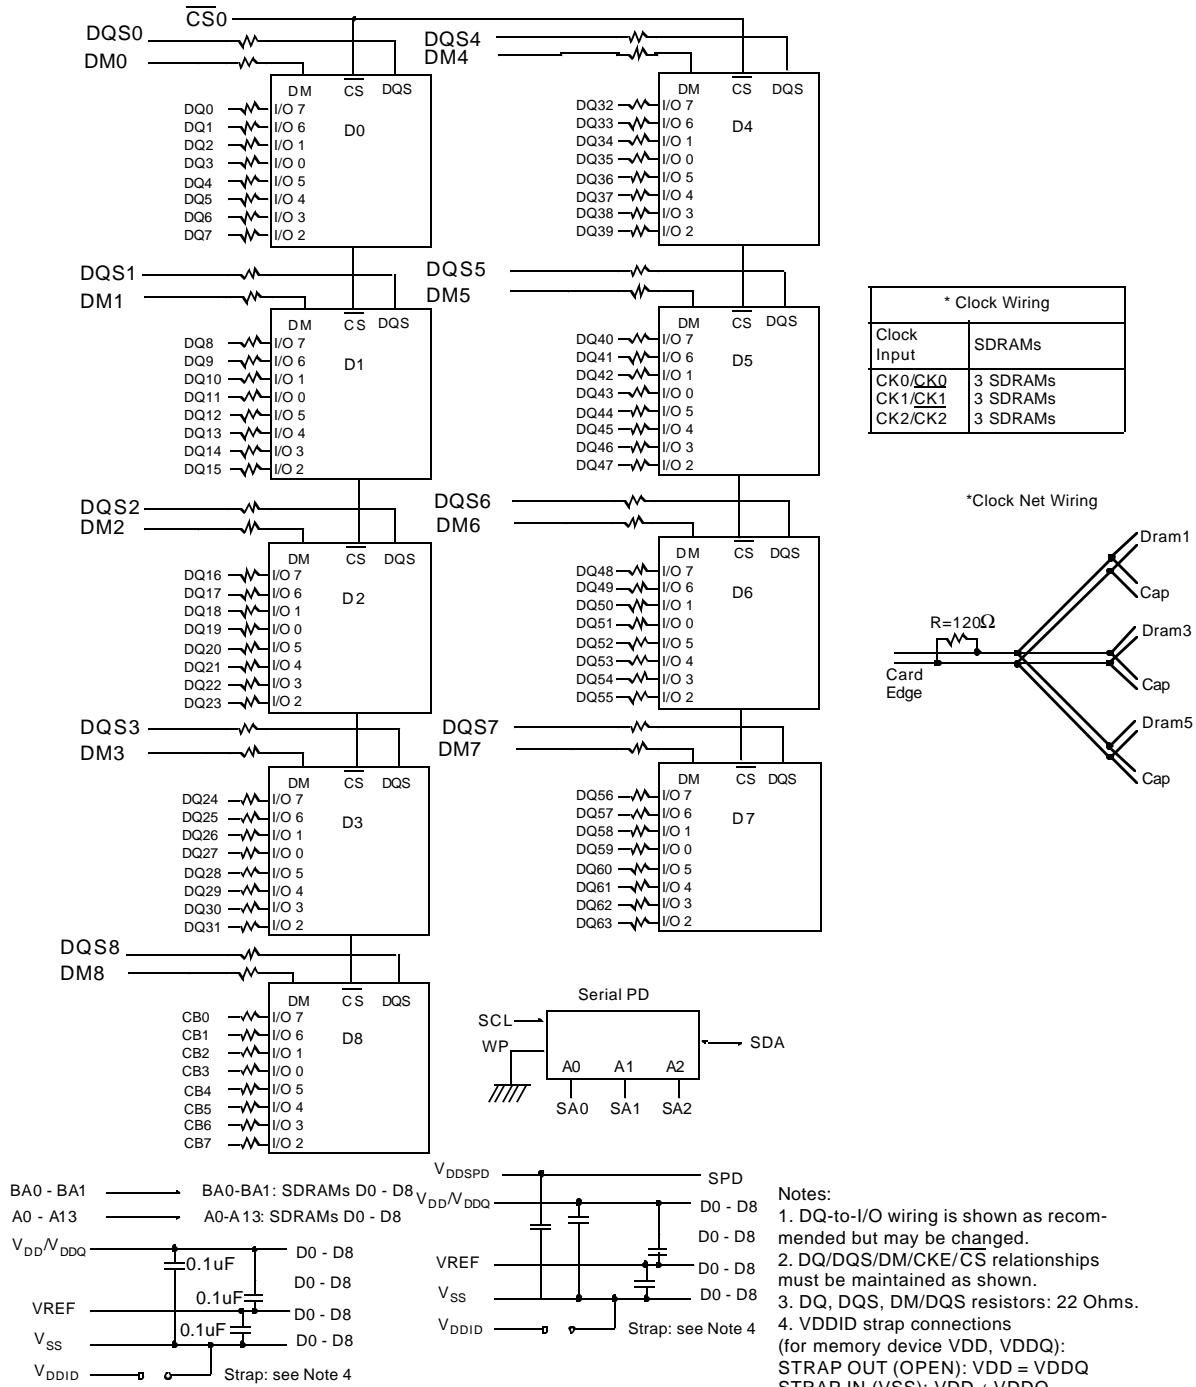 CS0
DQS0
DM0
DM CS DQS
D0
DQ0 I/O 7
DQ1 I/O 6
DQ2 I/O 1
DQ3 I/O 0
DQ4 I/O 5
DQ5 I/O 4
DQ6 I/O 3
DQ7 I/O 2
DQS1
DM1
DM CS DQS
D1
DQ8 I/O 7
DQ9 I/O 6
DQ10 I/O 1
DQ11 I/O 0
DQ12 I/O 5
DQ13 I/O 4
DQ14 I/O 3
DQ15 I/O 2
DQS2
DM2
DM CS DQS
D2
DQ16 I/O 7
DQ17 I/O 6
DQ18 I/O 1
DQ19 I/O 0
DQ20 I/O 5
DQ21 I/O 4
DQ22 I/O 3
DQ23 I/O 2
DQS3
DM3
DM CS DQS
D3
DQ24 I/O 7
DQ25 I/O 6
DQ26 I/O 1
DQ27 I/O 0
DQ28 I/O 5
DQ29 I/O 4
DQ30 I/O 3
DQ31 I/O 2
DQS8
DM8
DM CS DQS
D8
CB0 I/O 7
CB1 I/O 6
CB2 I/O 1
CB3 I/O 0
CB4 I/O 5
CB5 I/O 4
CB6 I/O 3
CB7 I/O 2
DQS4
DM4
DM CS DQS
D4
DQ32 I/O 7
DQ33 I/O 6
DQ34 I/O 1
DQ35 I/O 0
DQ36 I/O 5
DQ37 I/O 4
DQ38 I/O 3
DQ39 I/O 2
DQS5
DM5
DM CS DQS
D5
DQ40 I/O 7
DQ41 I/O 6
DQ42 I/O 1
DQ43 I/O 0
DQ44 I/O 5
DQ45 I/O 4
DQ46 I/O 3
DQ47 I/O 2
DQS6
DM6
DM CS DQS
D6
DQ48 I/O 7
DQ49 I/O 6
DQ50 I/O 1
DQ51 I/O 0
DQ52 I/O 5
DQ53 I/O 4
DQ54 I/O 3
DQ55 I/O 2
DQS7
DM7
DM CS DQS
D7
DQ56 I/O 7
DQ57 I/O 6
DQ58 I/O 1
DQ59 I/O 0
DQ60 I/O 5
DQ61 I/O 4
DQ62 I/O 3
DQ63 I/O 2
* Clock Wiring
Clock Input SDRAMs
CK0/CK0 3 SDRAMs
CK1/CK1 3 SDRAMs
CK2/CK2 3 SDRAMs
*Clock Net Wiring
Dram1
Cap
R=120Ω
Dram3
Card
Edge
Cap
Dram5
Cap
Serial PD
SCL
WP
SDA
A0 A1 A2
SA0 SA1 SA2
BA0 - BA1 BA0-BA1: SDRAMs D0 - D8
A0 - A13 A0-A13: SDRAMs D0 - D8
VDD/VDDQ D0 - D8
0.1uF
D0 - D8
0.1uF
VREF D0 - D8
0.1uF
VSS D0 - D8
VDDID Strap: see Note 4
VDDSPD SPD
VDD/VDDQ D0 - D8
D0 - D8
VREF D0 - D8
VSS D0 - D8
VDDID Strap: see Note 4
Notes:
1. DQ-to-I/O wiring is shown as recom-
mended but may be changed.
2. DQ/DQS/DM/CKE/CS relationships
must be maintained as shown.
3. DQ, DQS, DM/DQS resistors: 22 Ohms.
4. VDDID strap connections
(for memory device VDD, VDDQ):
STRAP OUT (OPEN): VDD = VDDQ
STRAP IN (VSS): VDD ≠ VDDQ